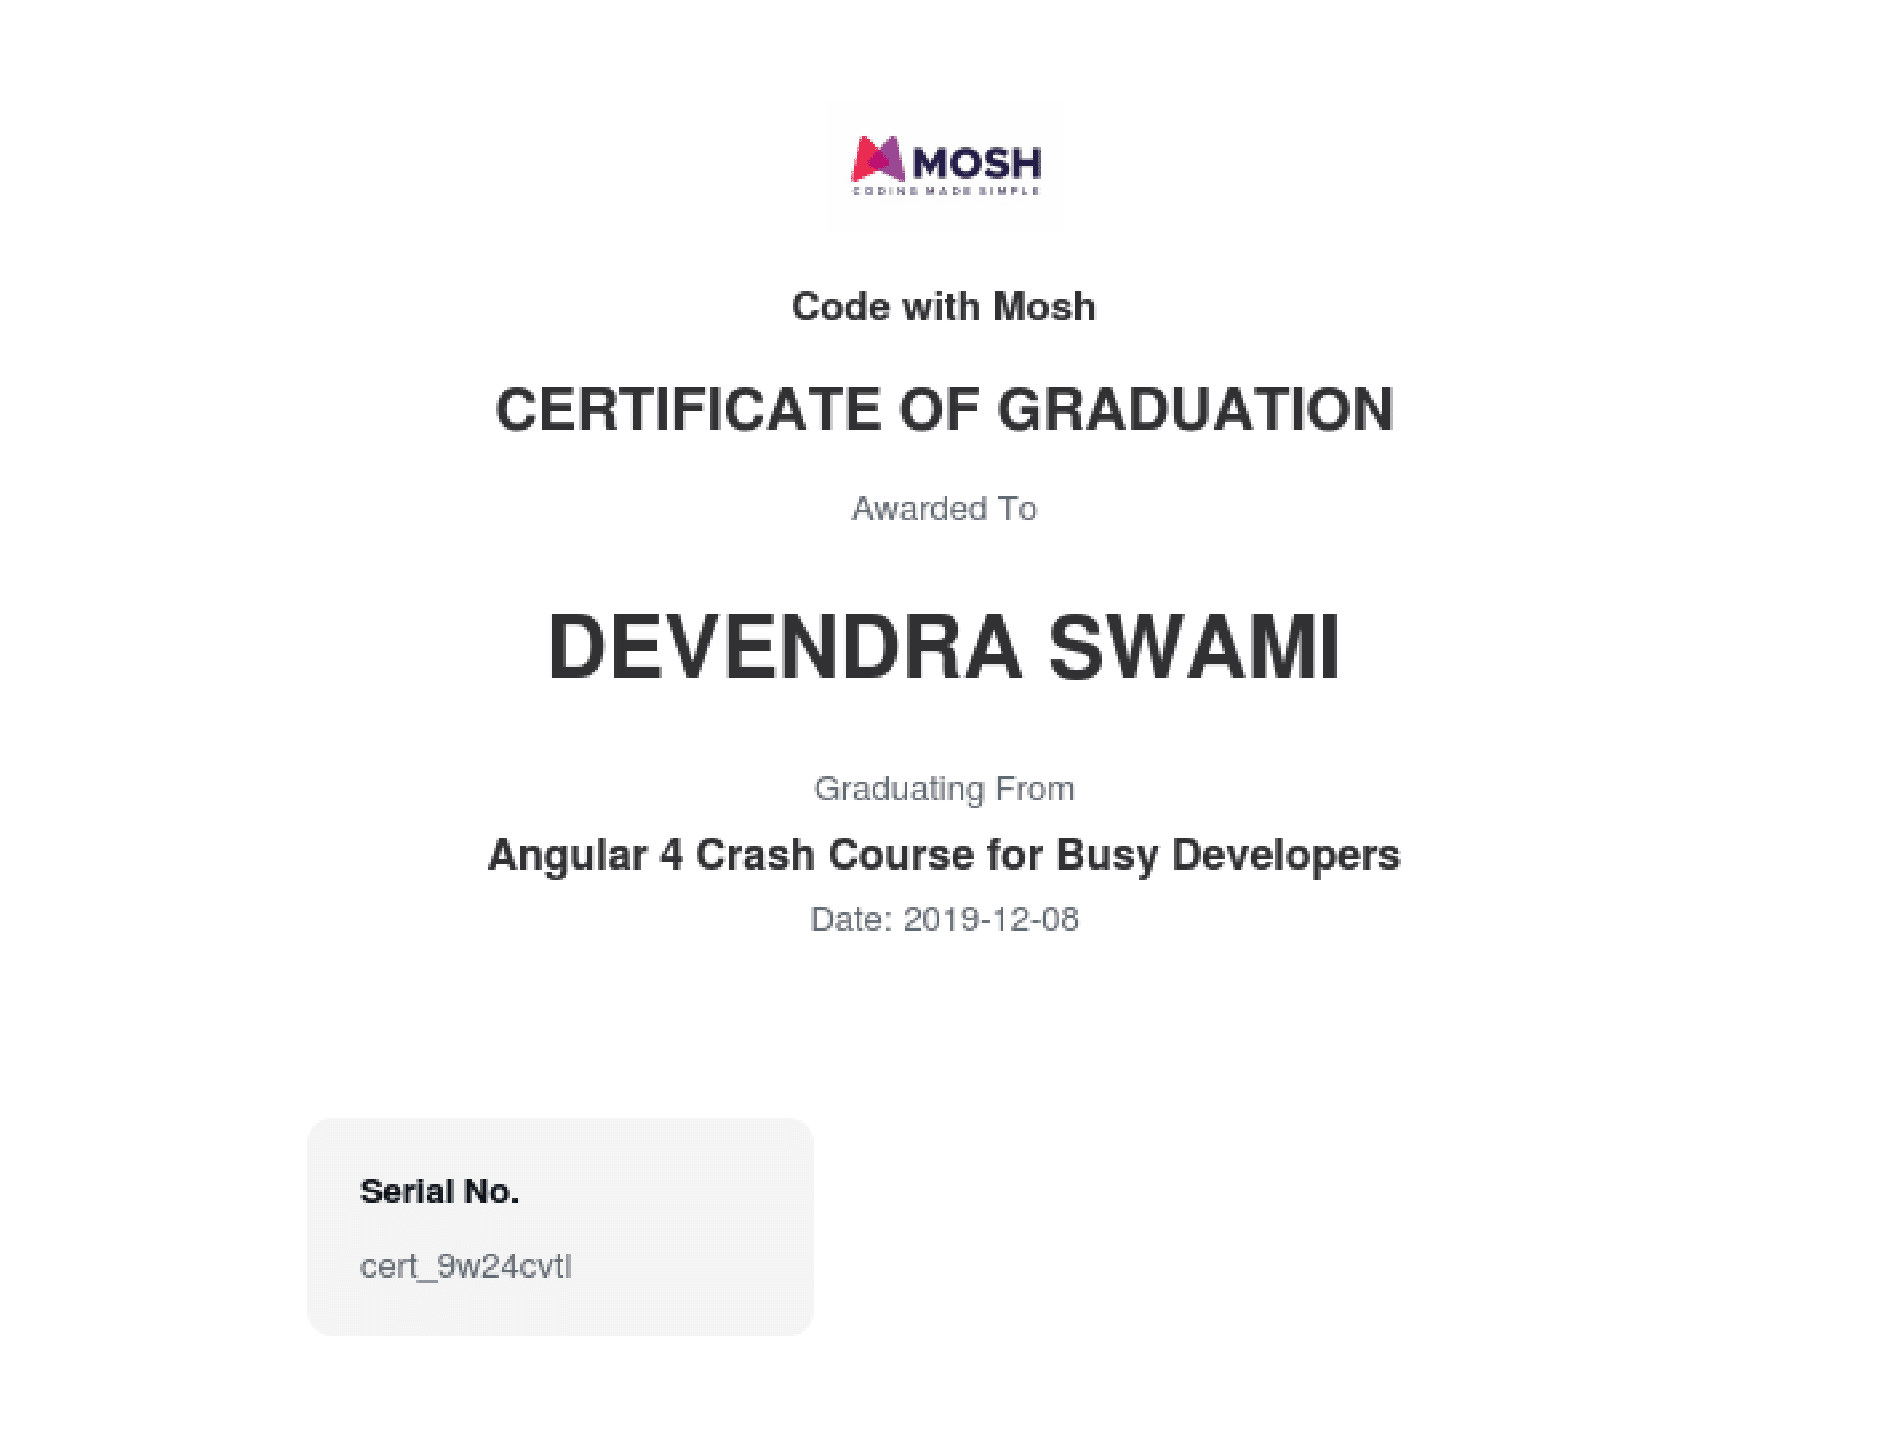 MOSH
CODING MADE SIMPLE
Code with Mosh
CERTIFICATE OF GRADUATION
Awarded To
DEVENDRA SWAMI
Graduating From
Angular 4 Crash Course for Busy Developers
Date: 2019-12-08
Serial No.
cert_9w24cvtl